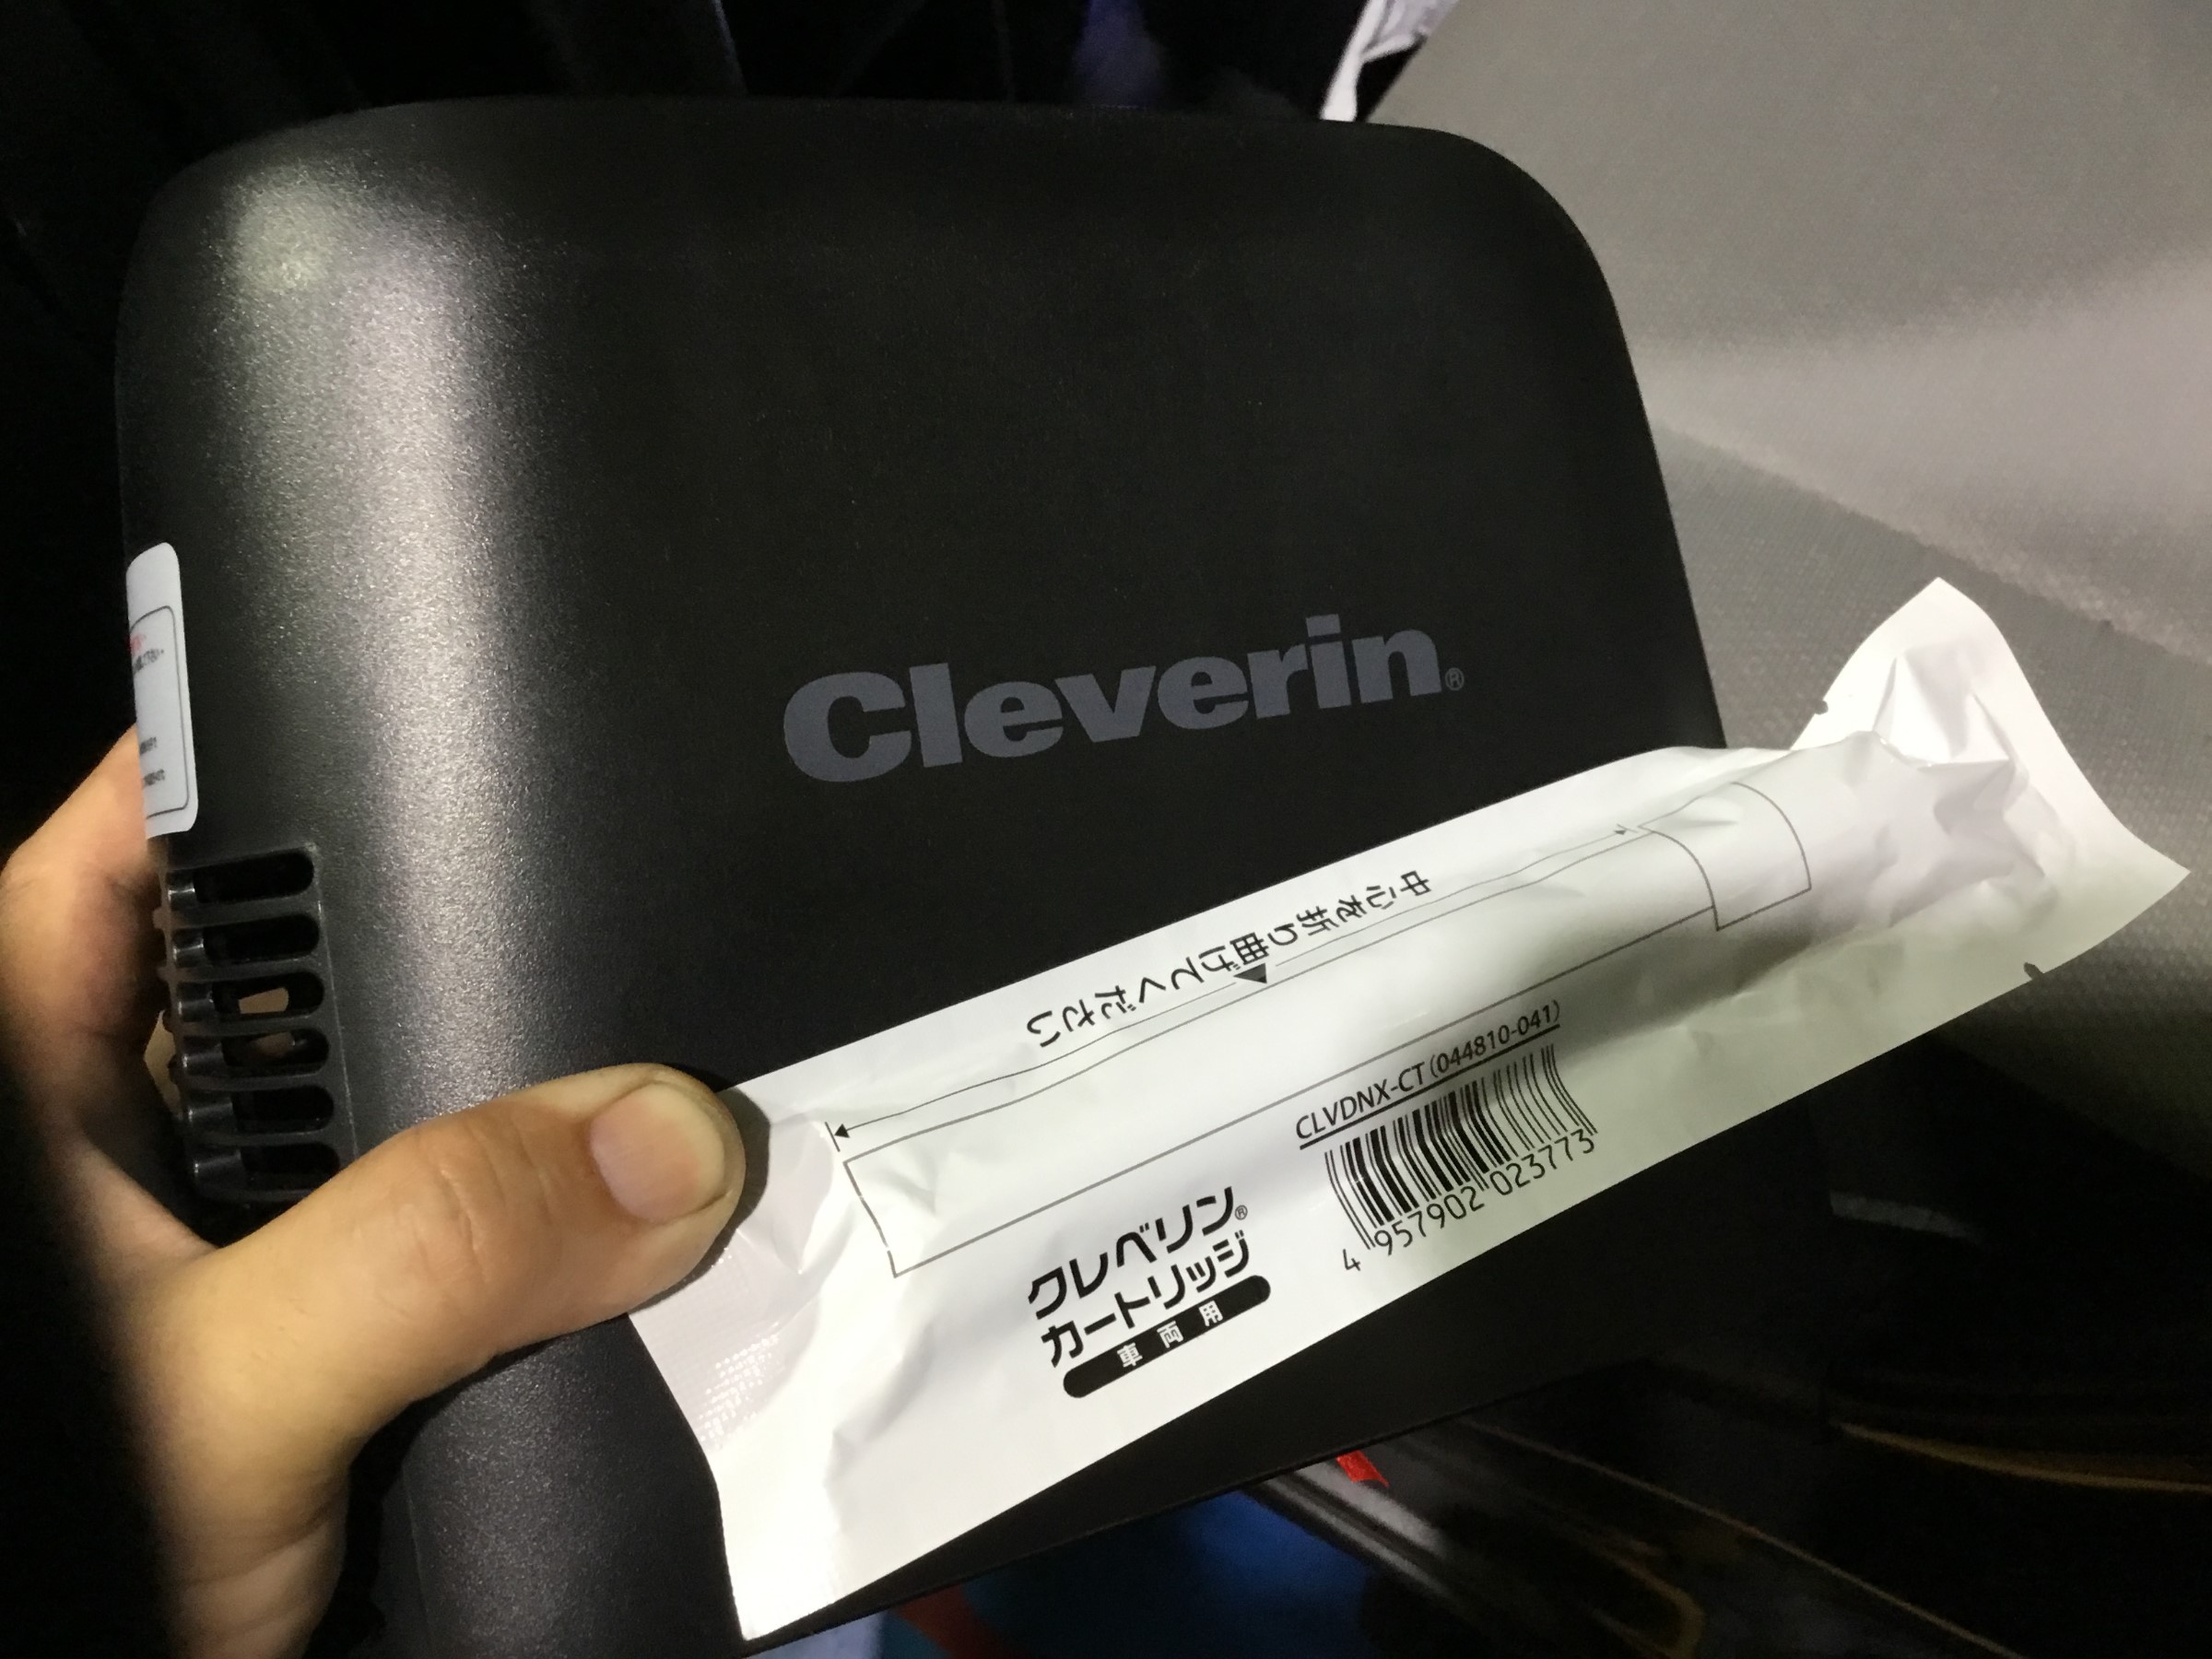 Cleverin®
中心を折り曲げてください
CLVDNX-CT(044810-041)
4 957902 023773
クレベリン®
カートリッジ
車両用